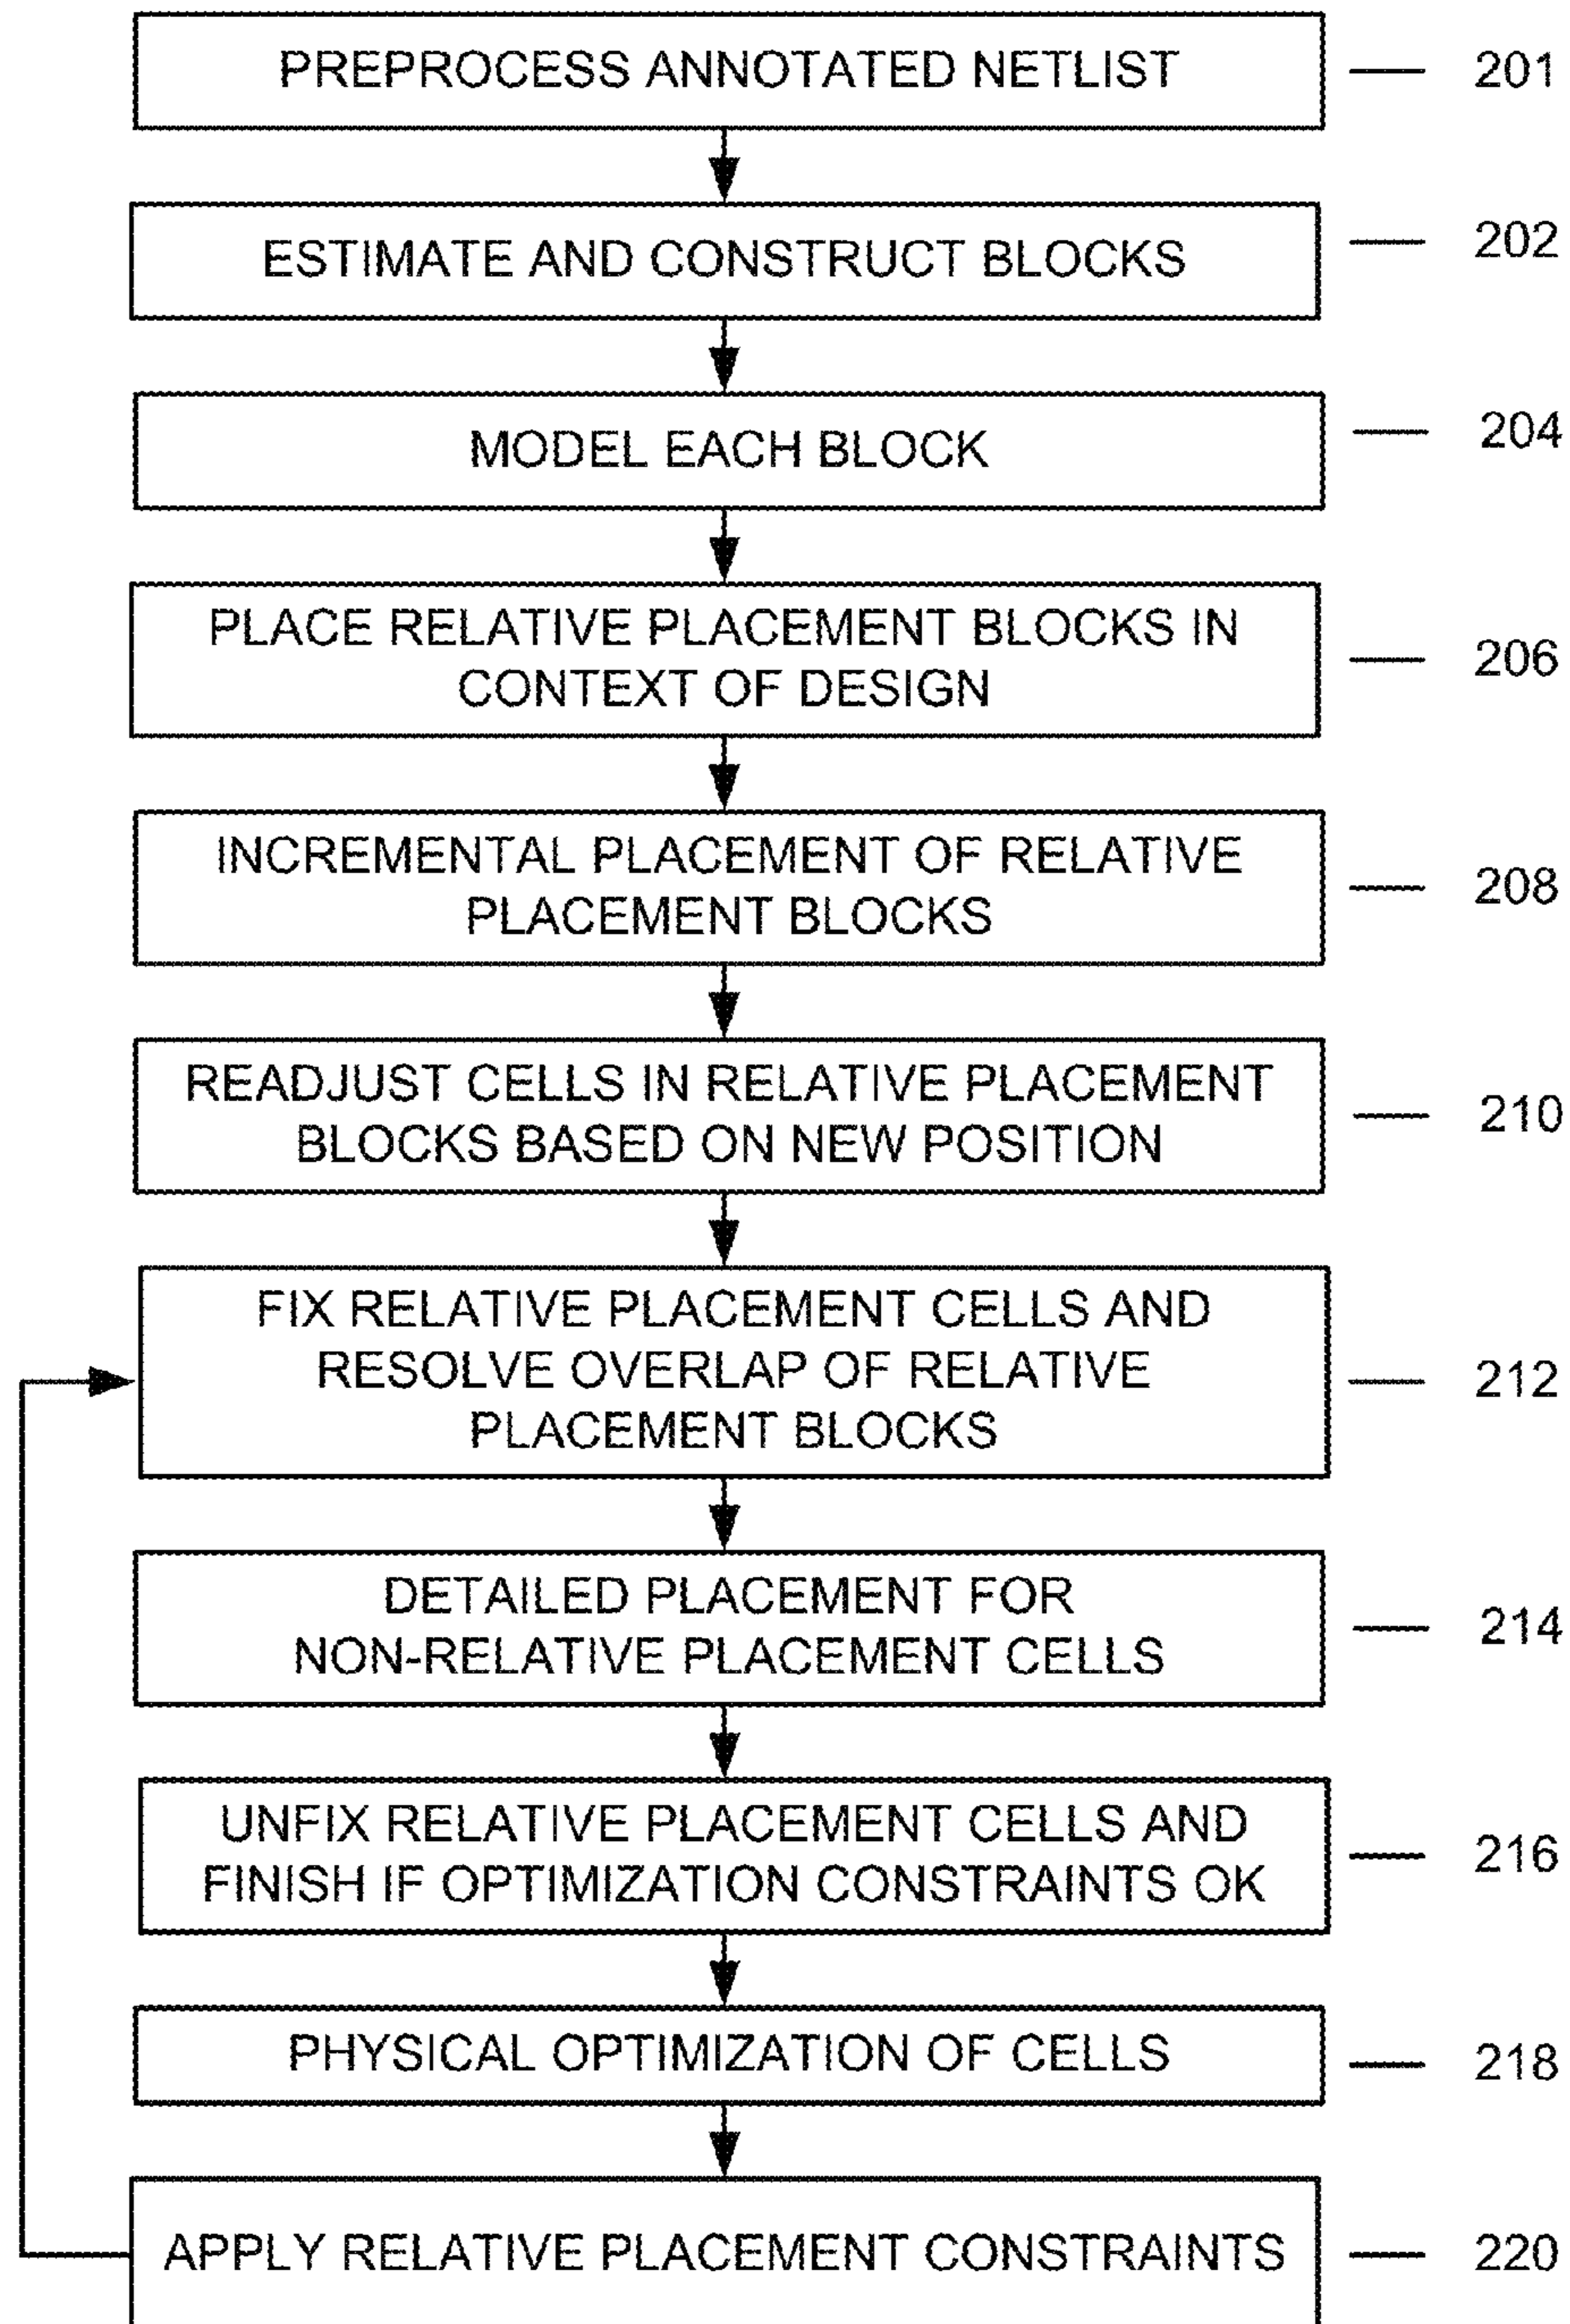 PREPROCESS ANNOTATED NETLIST
201
ESTIMATE AND CONSTRUCT BLOCKS
202
MODEL EACH BLOCK
204
PLACE RELATIVE PLACEMENT BLOCKS IN
CONTEXT OF DESIGN
206
INCREMENTAL PLACEMENT OF RELATIVE
PLACEMENT BLOCKS
208
READJUST CELLS IN RELATIVE PLACEMENT
BLOCKS BASED ON NEW POSITION
210
FIX RELATIVE PLACEMENT CELLS AND
RESOLVE OVERLAP OF RELATIVE
PLACEMENT BLOCKS
212
DETAILED PLACEMENT FOR
NON-RELATIVE PLACEMENT CELLS
214
UNFIX RELATIVE PLACEMENT CELLS AND
FINISH IF OPTIMIZATION CONSTRAINTS OK
216
PHYSICAL OPTIMIZATION OF CELLS
218
APPLY RELATIVE PLACEMENT CONSTRAINTS
220